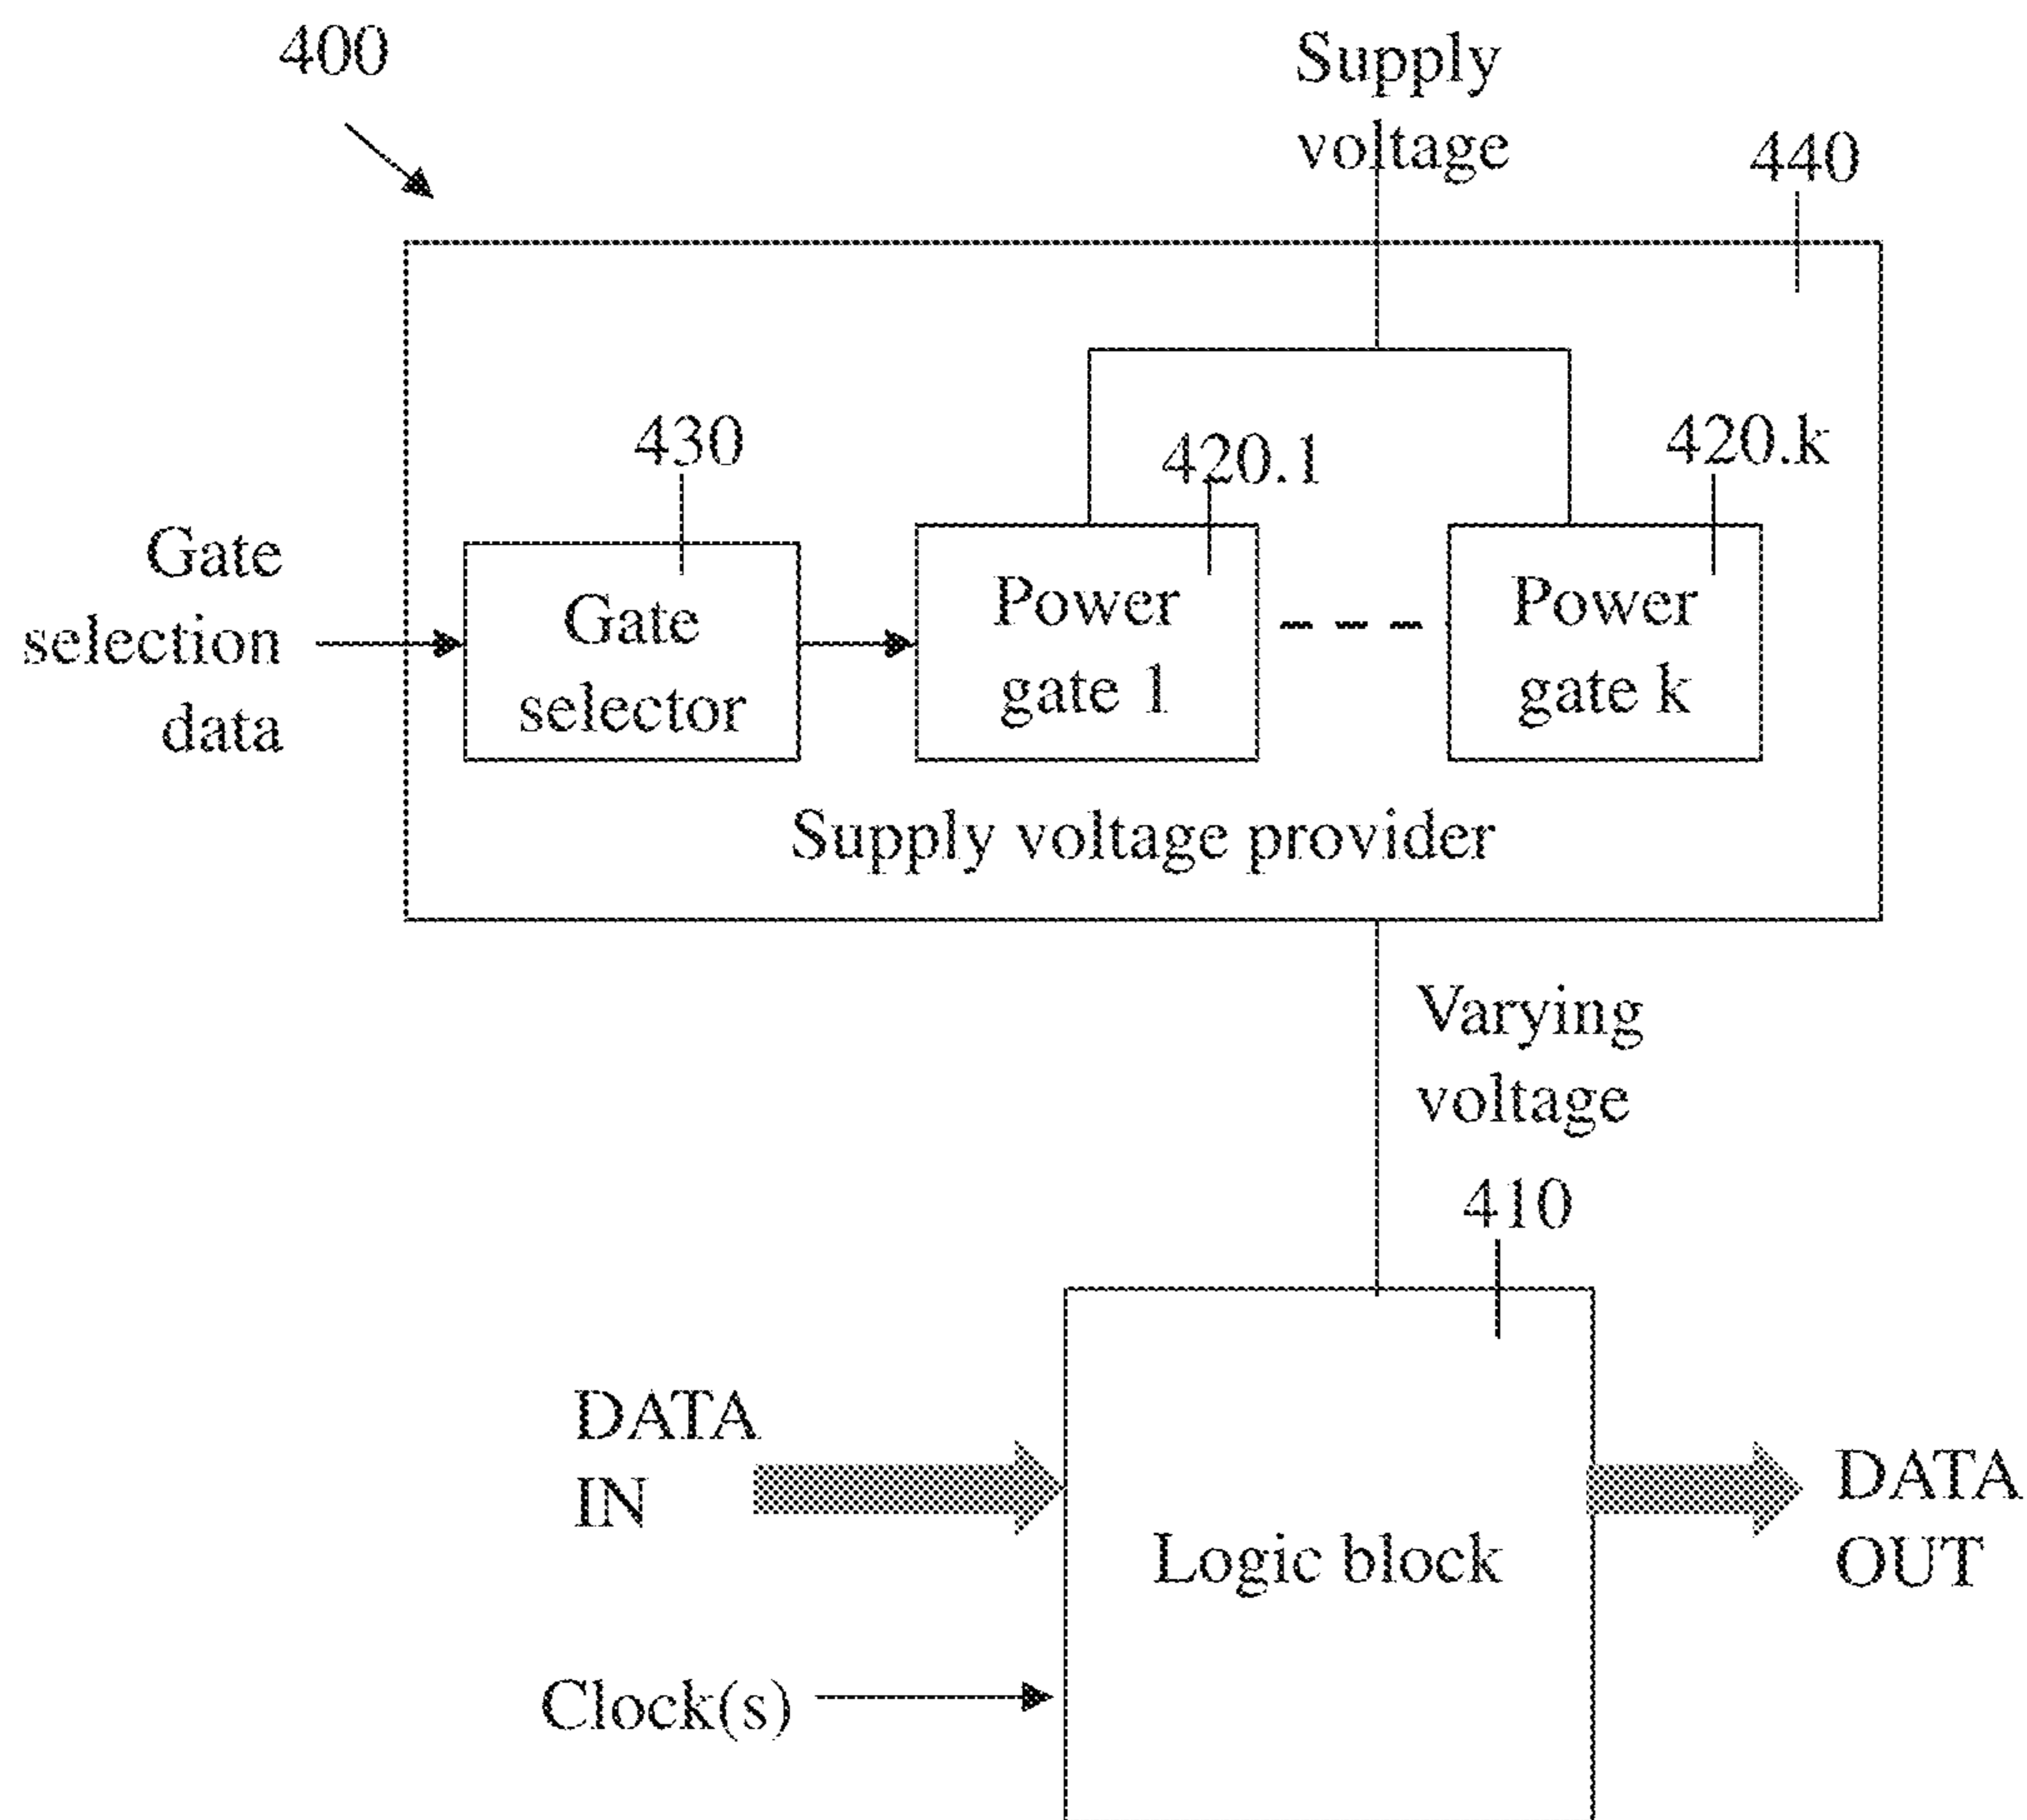 400
Supply
voltage
440
430
420.1
420.k
Gate
selection
data
Gate
selector
Power
gate 1
Power
gate k
Supply voltage provider
Varying
voltage
410
DATA
IN
Logic block
DATA
OUT
Clock(s)